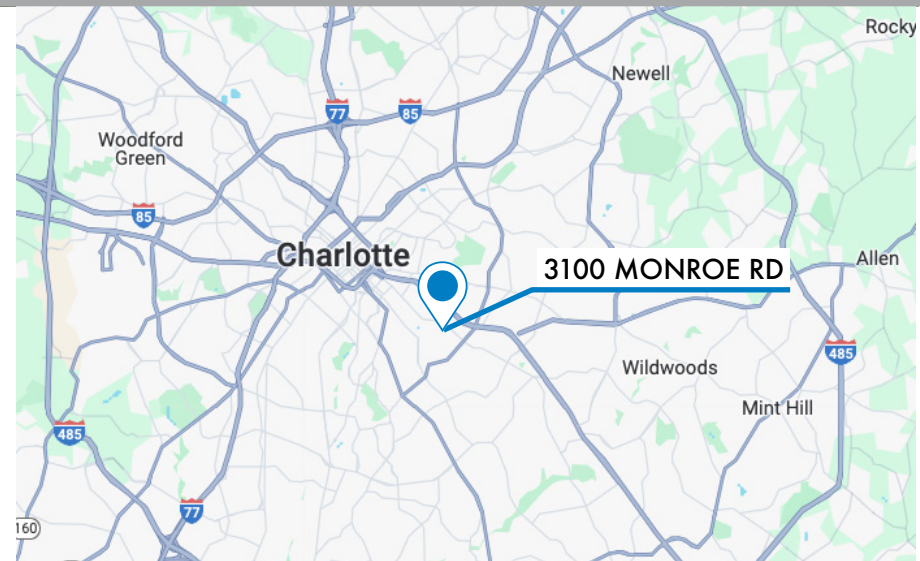 Rocky
Newell
77
85
Woodford
Green
85
Charlotte
3100 MONROE RD
Allen
485
Wildwoods
Mint Hill
485
77
160